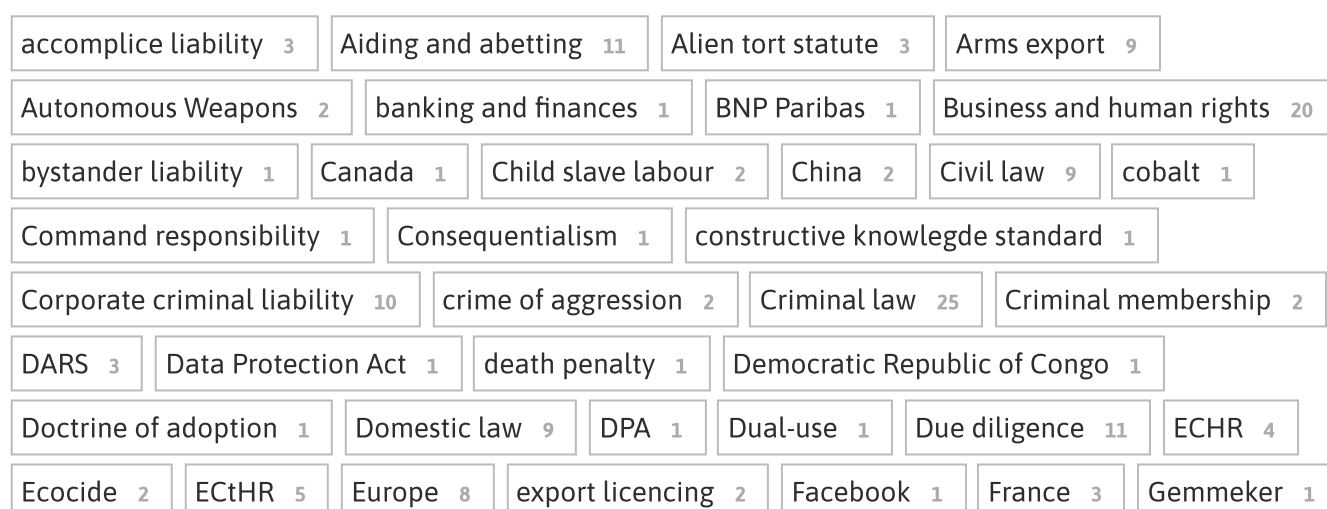 accomplice liability 3 Aiding and abetting 11 Alien tort statute 3 Arms export 9
Autonomous Weapons 2 banking and finances 1 BNP Paribas 1 Business and human rights 20
bystander liability 1 Canada 1 Child slave labour 2 China 2 Civil law 9 cobalt 1
Command responsibility 1 Consequentialism 1 constructive knowlegde standard 1
Corporate criminal liability 10 crime of aggression 2 Criminal law 25 Criminal membership 2
DARS 3 Data Protection Act 1 death penalty 1 Democratic Republic of Congo 1
Doctrine of adoption 1 Domestic law 9 DPA 1 Dual-use 1 Due diligence 11 ECHR 4
Ecocide 2 ECtHR 5 Europe 8 export licencing 2 Facebook 1 France 3 Gemmeker 1